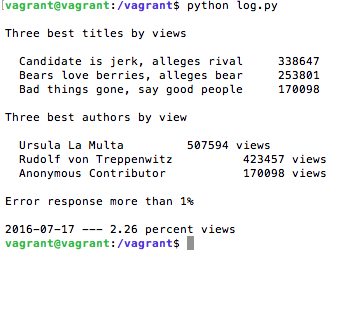 vagrant@vagrant:/vagrant$ python log.py
Three best titles by views
Candidate is jerk, alleges rival     338647
Bears love berries, alleges bear     253801
Bad things gone, say good people     170098
Three best authors by view
Ursula La Multa         507594 views
Rudolf von Treppenwitz          423457 views
Anonymous Contributor           170098 views
Error response more than 1%
2016-07-17 --- 2.26 percent views
vagrant@vagrant:/vagrant$